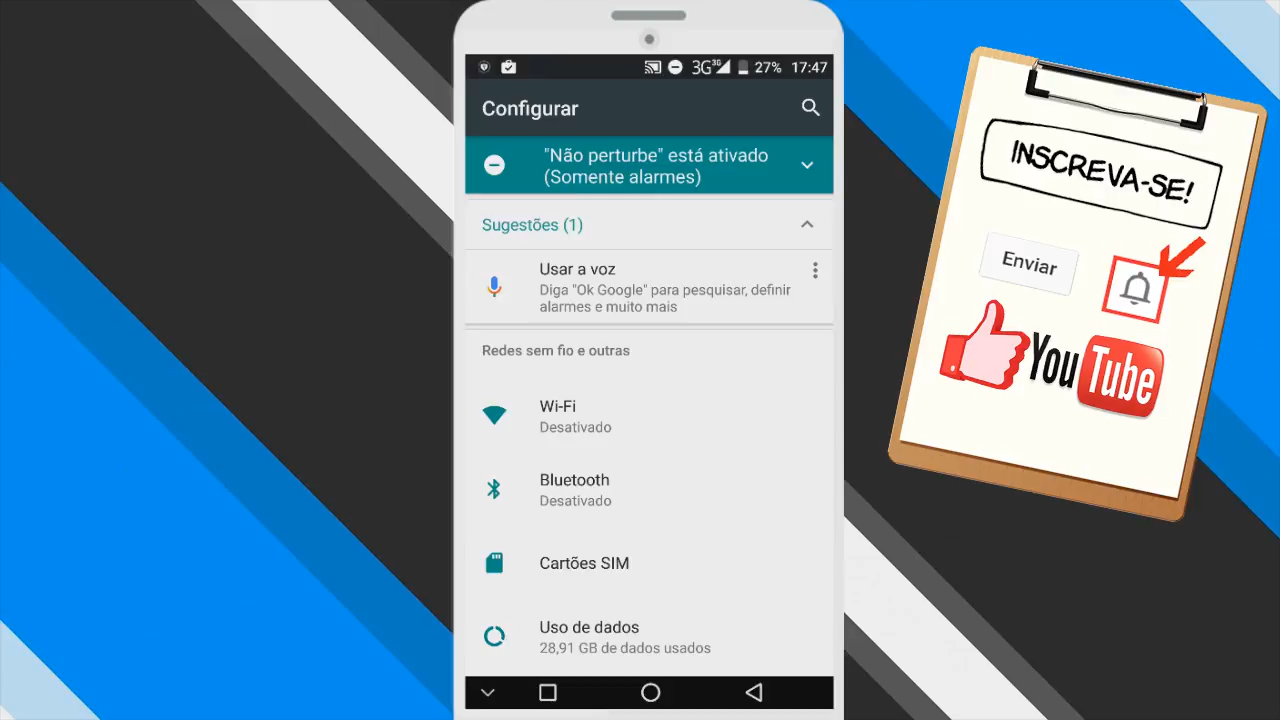 3G 3G 27% 17:47
Configurar
"Não perturbe" está ativado
(Somente alarmes)
Sugestões (1)
Usar a voz
Diga "Ok Google" para pesquisar, definir
alarmes e muito mais
Redes sem fio e outras
Wi-Fi
Desativado
Bluetooth
Desativado
Cartões SIM
Uso de dados
28,91 GB de dados usados
INSCREVA-SE!
Enviar
YouTube